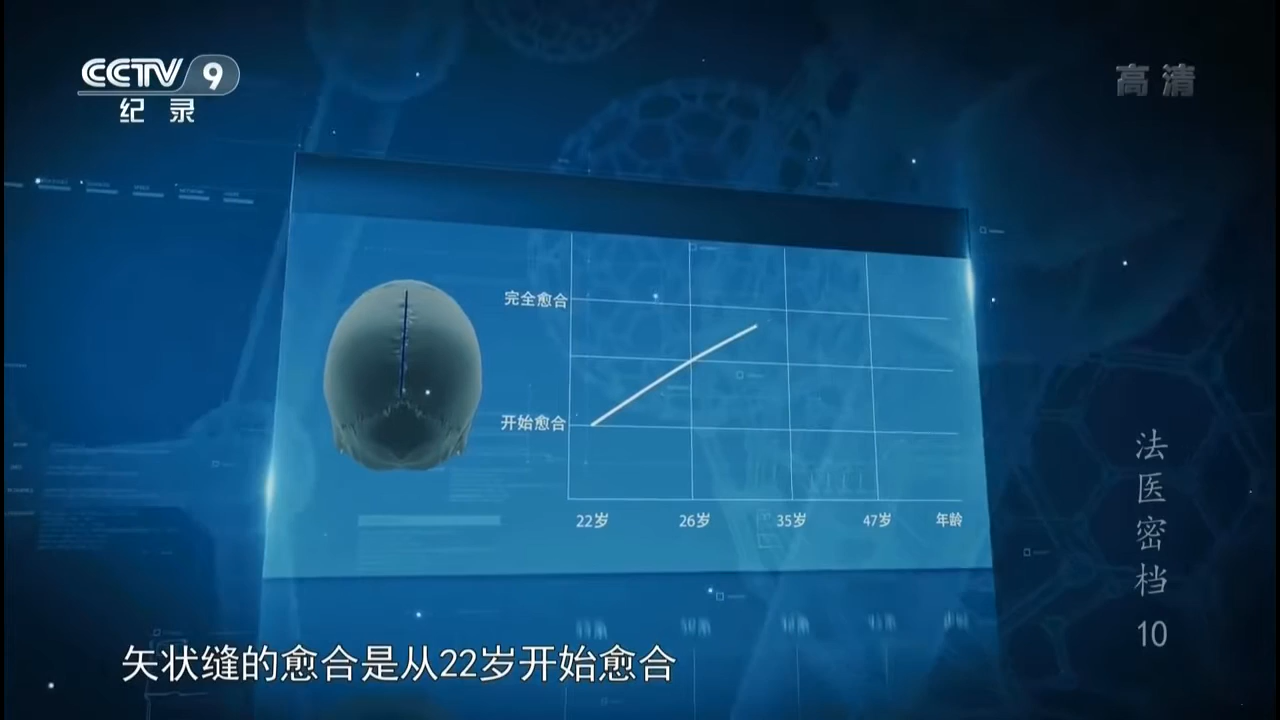 CCTV 9
纪录
高清
完全愈合
开始愈合
22岁
26岁
35岁
47岁
年龄
法医密档 10
矢状缝的愈合是从22岁开始愈合